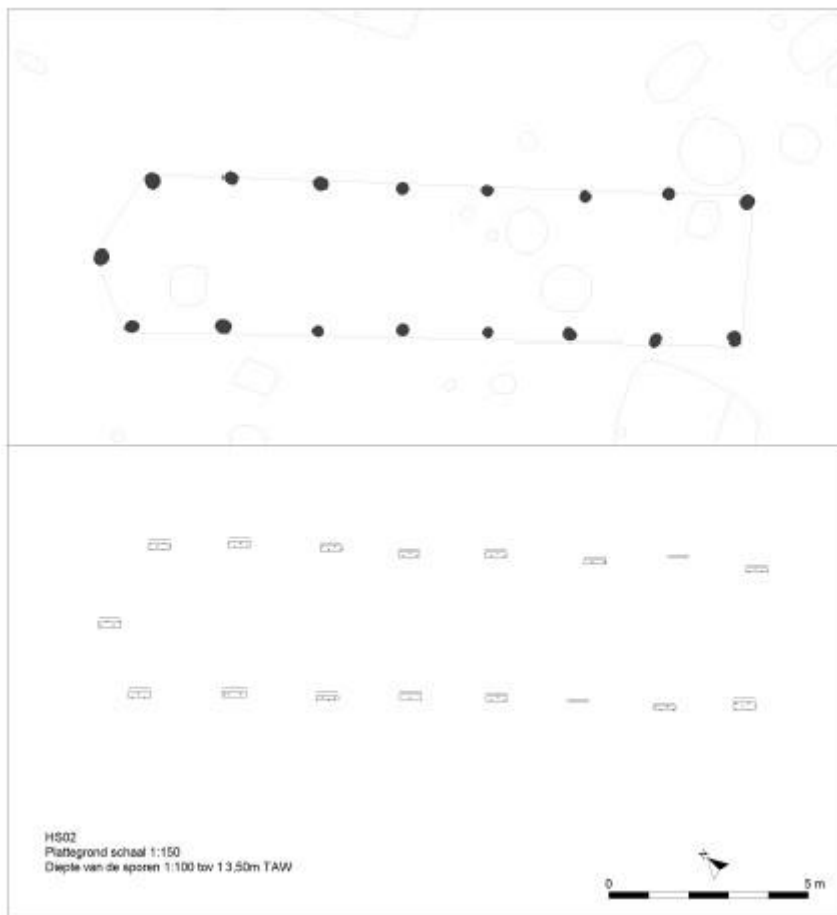 HS02
Plattegrond schaal 1:150
Diepte van de sporen 1:100 tov 13,50m TAW
0 5 m